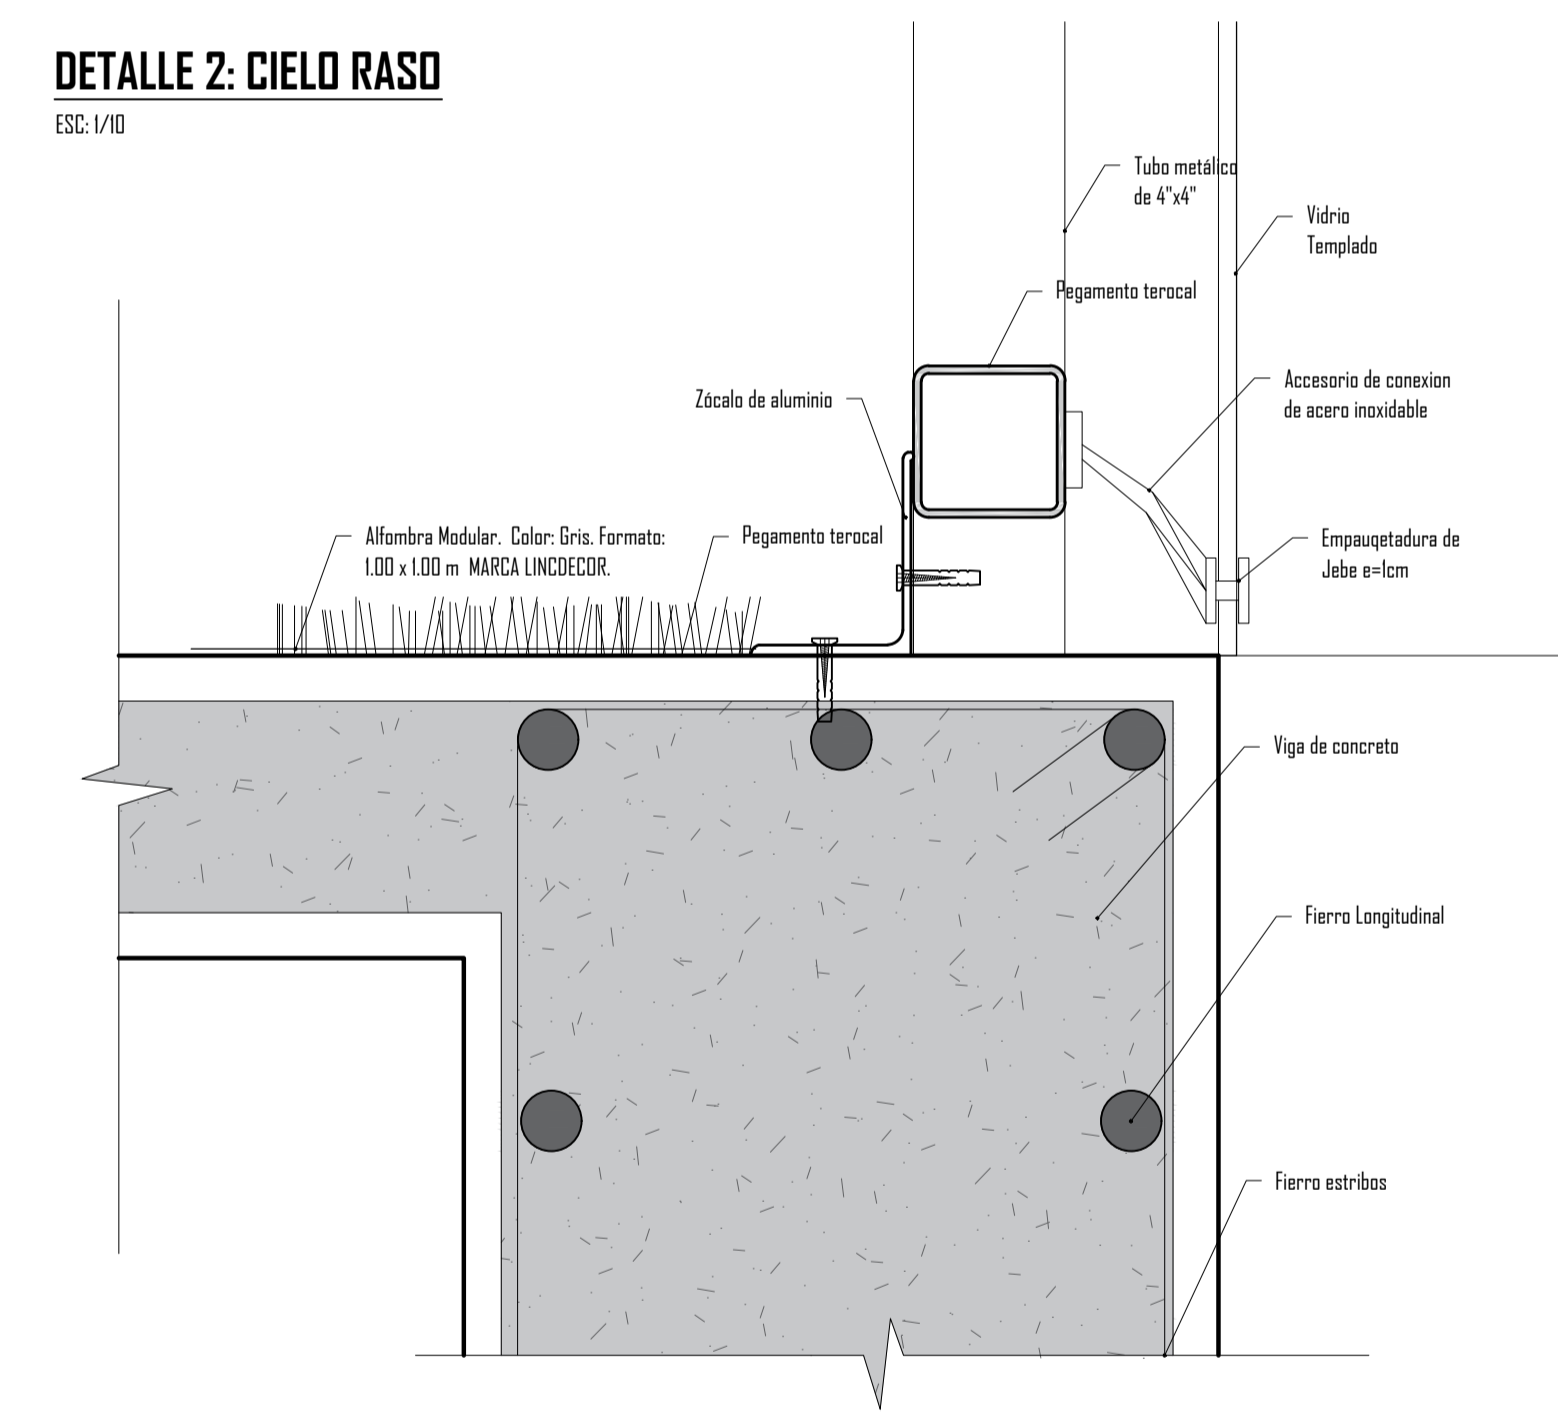 DETALLE 2: CIELO RASO
ESC: 1/10
Tubo metálico
de 4"x4"
Vidrio
Templado
Pegamento terocal
Accesorio de conexion
de acero inoxidable
Zócalo de aluminio
Alfombra Modular. Color: Gris. Formato:
1.00 x 1.00 m MARCA LINCDECOR.
Pegamento terocal
Empauqetadura de
Jebe e=1cm
Viga de concreto
Fierro Longitudinal
Fierro estribos